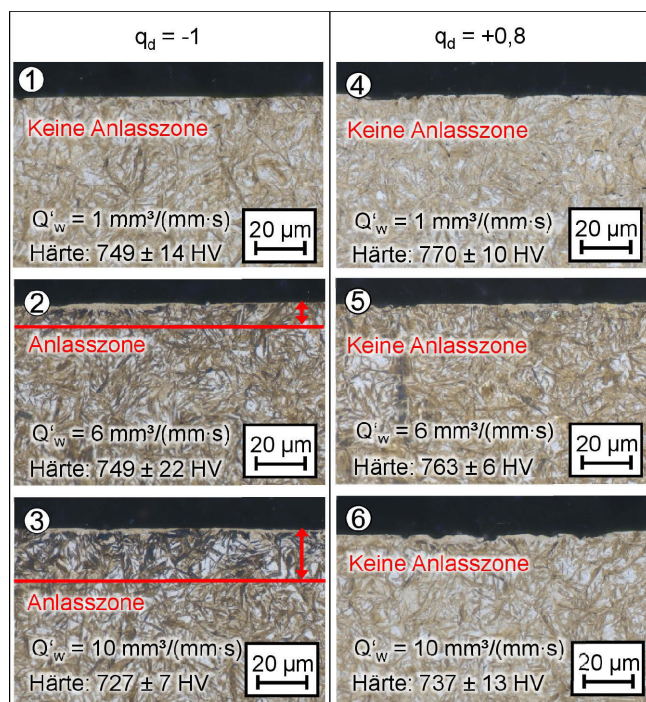 q_d = -1
q_d = +0,8
1
Keine Anlasszone
Q'_w = 1 mm³/(mm·s)
Härte: 749 ± 14 HV
20 µm
4
Keine Anlasszone
Q'_w = 1 mm³/(mm·s)
Härte: 770 ± 10 HV
20 µm
2
Anlasszone
Q'_w = 6 mm³/(mm·s)
Härte: 749 ± 22 HV
20 µm
5
Keine Anlasszone
Q'_w = 6 mm³/(mm·s)
Härte: 763 ± 6 HV
20 µm
3
Anlasszone
Q'_w = 10 mm³/(mm·s)
Härte: 727 ± 7 HV
20 µm
6
Keine Anlasszone
Q'_w = 10 mm³/(mm·s)
Härte: 737 ± 13 HV
20 µm